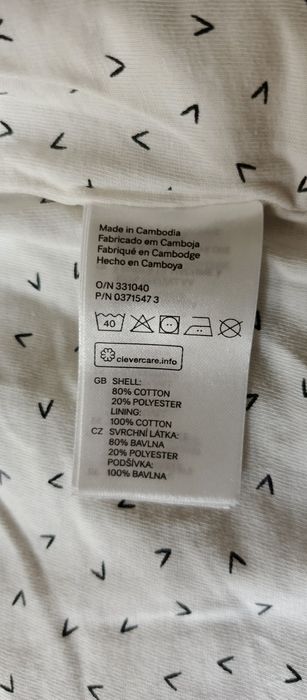 Made in Cambodia
Fabricado em Camboja
Fabriqué en Cambodge
Hecho en Camboya
O/N 331040
P/N 0371547 3
40
clevercare.info
GB SHELL:
80% COTTON
20% POLYESTER
LINING:
100% COTTON
CZ SVRCHNÍ LÁTKA:
80% BAVLNA
20% POLYESTER
PODŠÍVKA:
100% BAVLNA